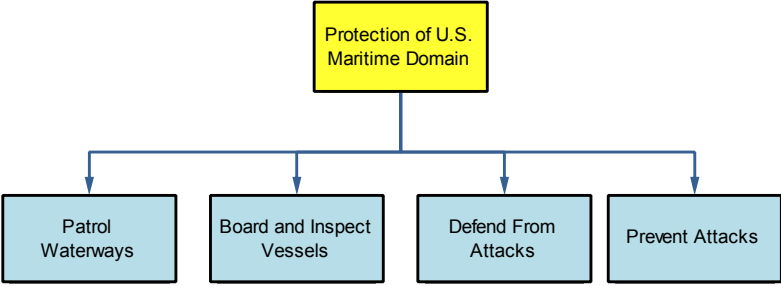 Protection of U.S.
Maritime Domain
Patrol
Waterways
Board and Inspect
Vessels
Defend From
Attacks
Prevent Attacks